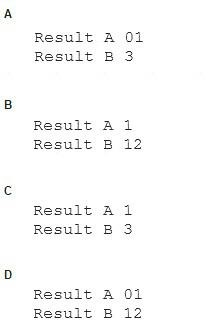 A
Result A 01
Result B 3
B
Result A 1
Result B 12
C
Result A 1
Result B 3
D
Result A 01
Result B 12